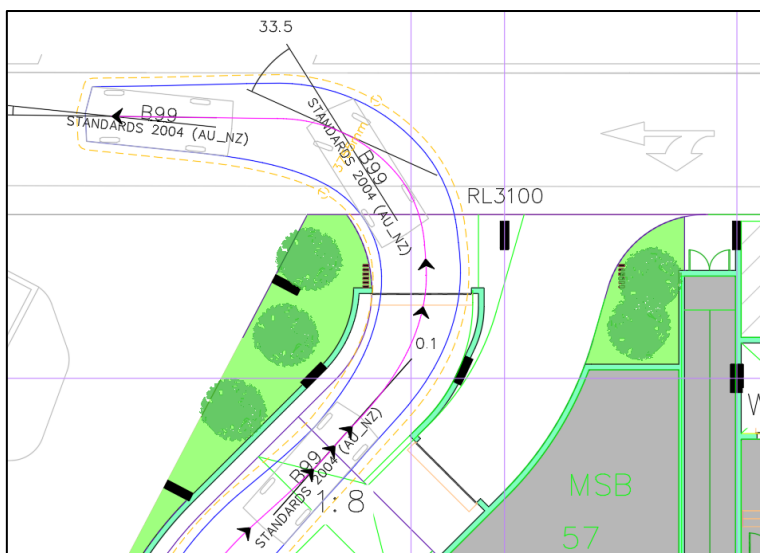 33.5
B99
STANDARDS 2004 (AU_NZ)
B99
STANDARDS 2004 (AU_NZ)
RL3100
0.1
B99
STANDARDS 2004 (AU_NZ)
1:8
MSB
57
W